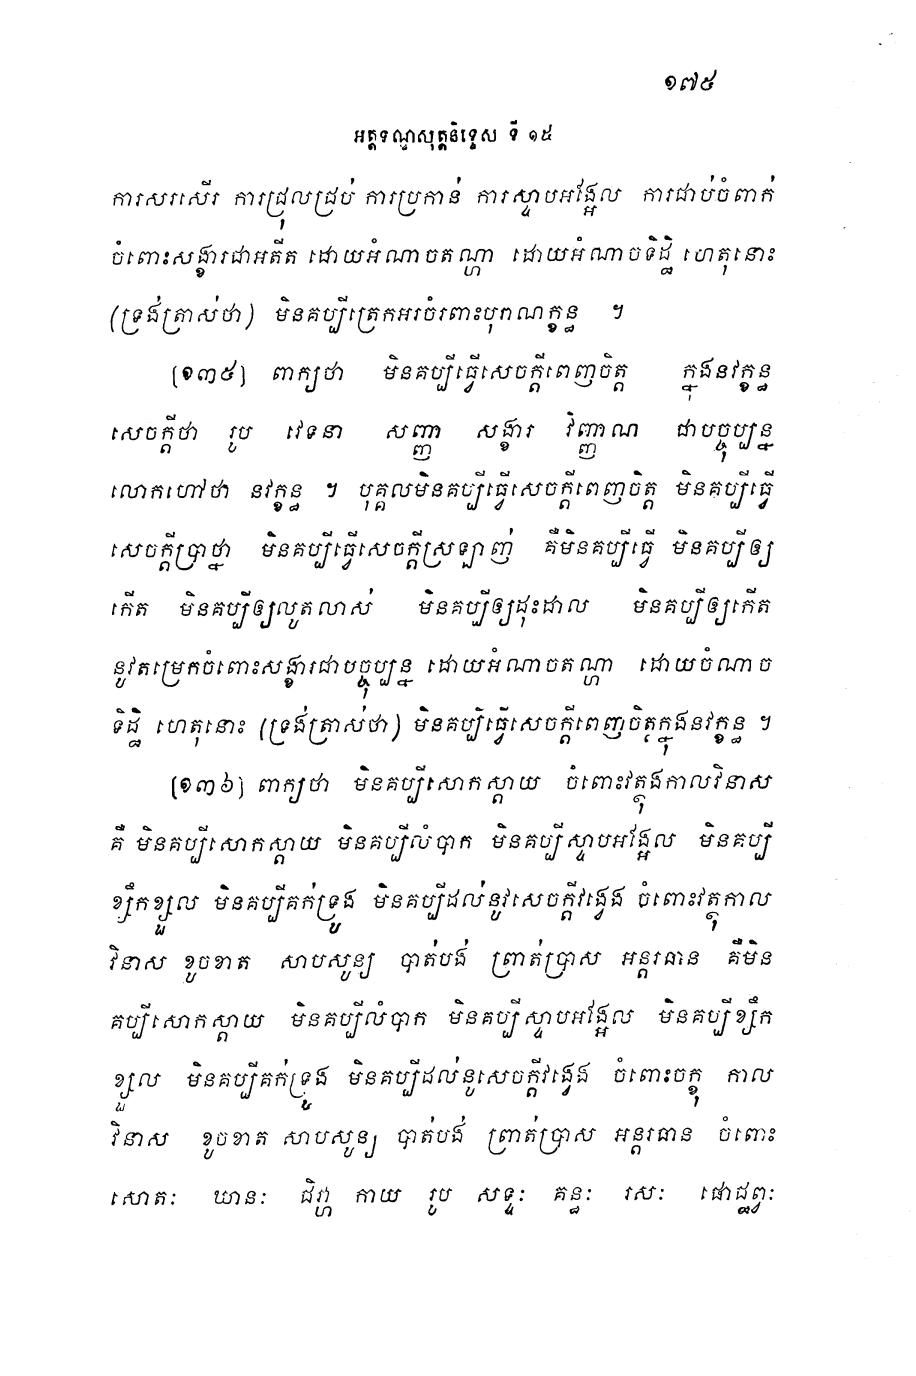 ១៧៥
អត្តទណ្ឌសុត្តនិទ្ទេស ទី ១៥
ការសរសើរ ការជ្រុលជ្រប់ ការប្រកាន់ ការស្ទាបអង្អែល ការជាប់ចំពាក់
ចំពោះសង្ខារជាអតីត ដោយអំណាចតណ្ហា ដោយអំណាចទិដ្ឋិ ហេតុនោះ
(ទ្រង់ត្រាស់ថា) មិនគប្បីត្រេកអរចំរពោះបុរាណក្ខន្ធ ។
[១៣៥] ពាក្យថា មិនគប្បីធ្វើសេចក្តីពេញចិត្ត ក្នុងនវក្ខន្ធ
សេចក្តីថា រូប វេទនា សញ្ញា សង្ខារ វិញ្ញាណ ជាបច្ចុប្បន្ន
លោកហៅថា នវក្ខន្ធ ។ បុគ្គលមិនគប្បីធ្វើសេចក្តីពេញចិត្ត មិនគប្បីធ្វើ
សេចក្តីប្រាថ្នា មិនគប្បីធ្វើសេចក្តីស្រឡាញ់ គឺមិនគប្បីធ្វើ មិនគប្បីឲ្យ
កើត មិនគប្បីឲ្យលូតលាស់ មិនគប្បីឲ្យដុះដាល មិនគប្បីឲ្យកើត
នូវតម្រេកចំពោះសង្ខារជាបច្ចុប្បន្ន ដោយអំណាចតណ្ហា ដោយចំណាច
ទិដ្ឋិ ហេតុនោះ (ទ្រង់ត្រាស់ថា) មិនគប្បីធ្វើសេចក្តីពេញចិត្តក្នុងនវក្ខន្ធ ។
[១៣៦] ពាក្យថា មិនគប្បីសោកស្តាយ ចំពោះវត្ថុងកាលវិនាស
គឺ មិនគប្បីសោកស្តាយ មិនគប្បីលំបាក មិនគប្បីស្ទាបអង្អែល មិនគប្បី
ខ្សឹកខ្សួល មិនគប្បីគក់ទ្រូង មិនគប្បីដល់នូវសេចក្តីវង្វេង ចំពោះវត្ថុកាល
វិនាស ខូចខាត សាបសូន្យ បាត់បង់ ព្រាត់ប្រាស អន្តរធាន គឺមិន
គប្បីសោកស្តាយ មិនគប្បីលំបាក មិនគប្បីស្ទាបអង្អែល មិនគប្បីខ្សឹក
ខ្សួល មិនគប្បីគក់ទ្រូង មិនគប្បីដល់នូសេចក្តីវង្វេង ចំពោះចក្ខុ កាល
វិនាស ខូចខាត សាបសូន្យ បាត់បង់ ព្រាត់ប្រាស អន្តរធាន ចំពោះ
សោតៈ ឃានៈ ជិវ្ហា កាយ រូប សទ្ទៈ គន្ធៈ រសៈ ផោដ្ឋព្វៈ